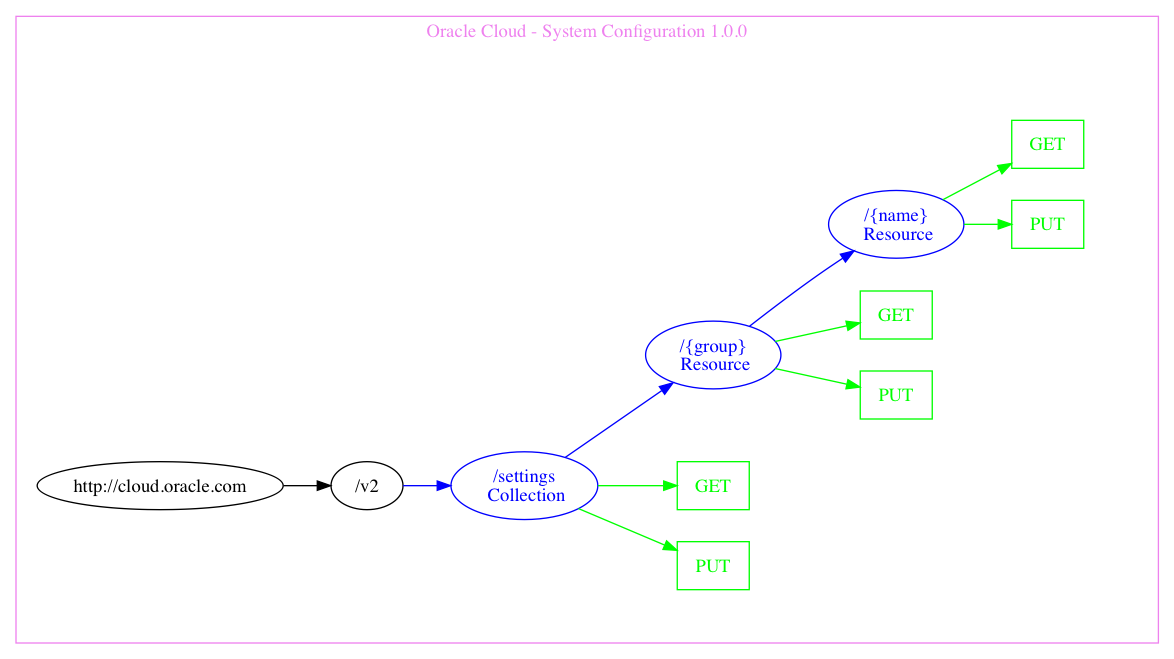 Oracle Cloud - System Configuration 1.0.0
GET
/{name}
Resource
PUT
GET
/{group}
Resource
PUT
http://cloud.oracle.com
/v2
/settings
Collection
GET
PUT